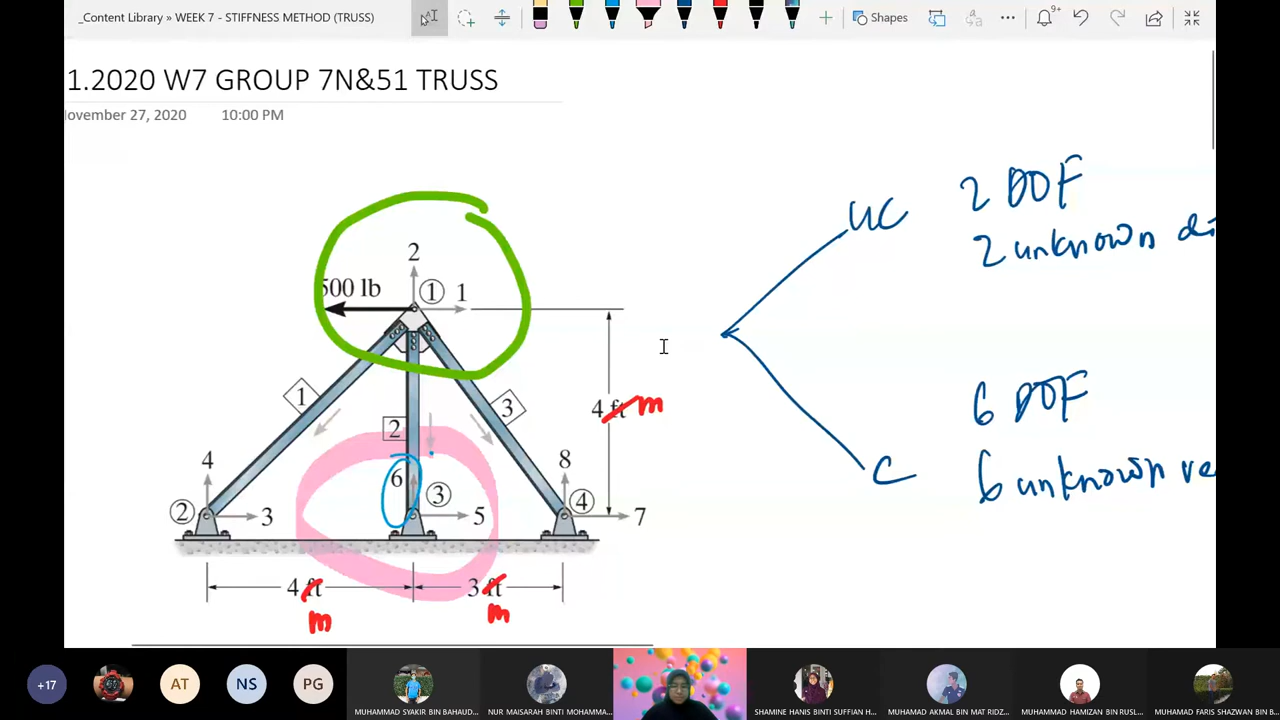 _Content Library » WEEK 7 - STIFFNESS METHOD (TRUSS)
Shapes
9+
1.2020 W7 GROUP 7N&51 TRUSS
ovember 27, 2020 10:00 PM
UC
2 DOF
2 unknown di
2
500 lb
① 1
1
2
3
4 ft m
C
6 DOF
6 unknown re
4
6
8
② 3
③ 5
④ 7
4 ft
3 ft
m
m
+17
AT
NS
PG
MUHAMMAD SYAKIR BIN BAHAUD...
NUR MAISARAH BINTI MOHAMMA...
SHAMINE HANIS BINTI SUFFIAN H...
MUHAMAD AKMAL BIN MAT RIDZ...
MUHAMAD HAMIZAN BIN RUSL...
MUHAMAD FARIS SHAZWAN BIN B...